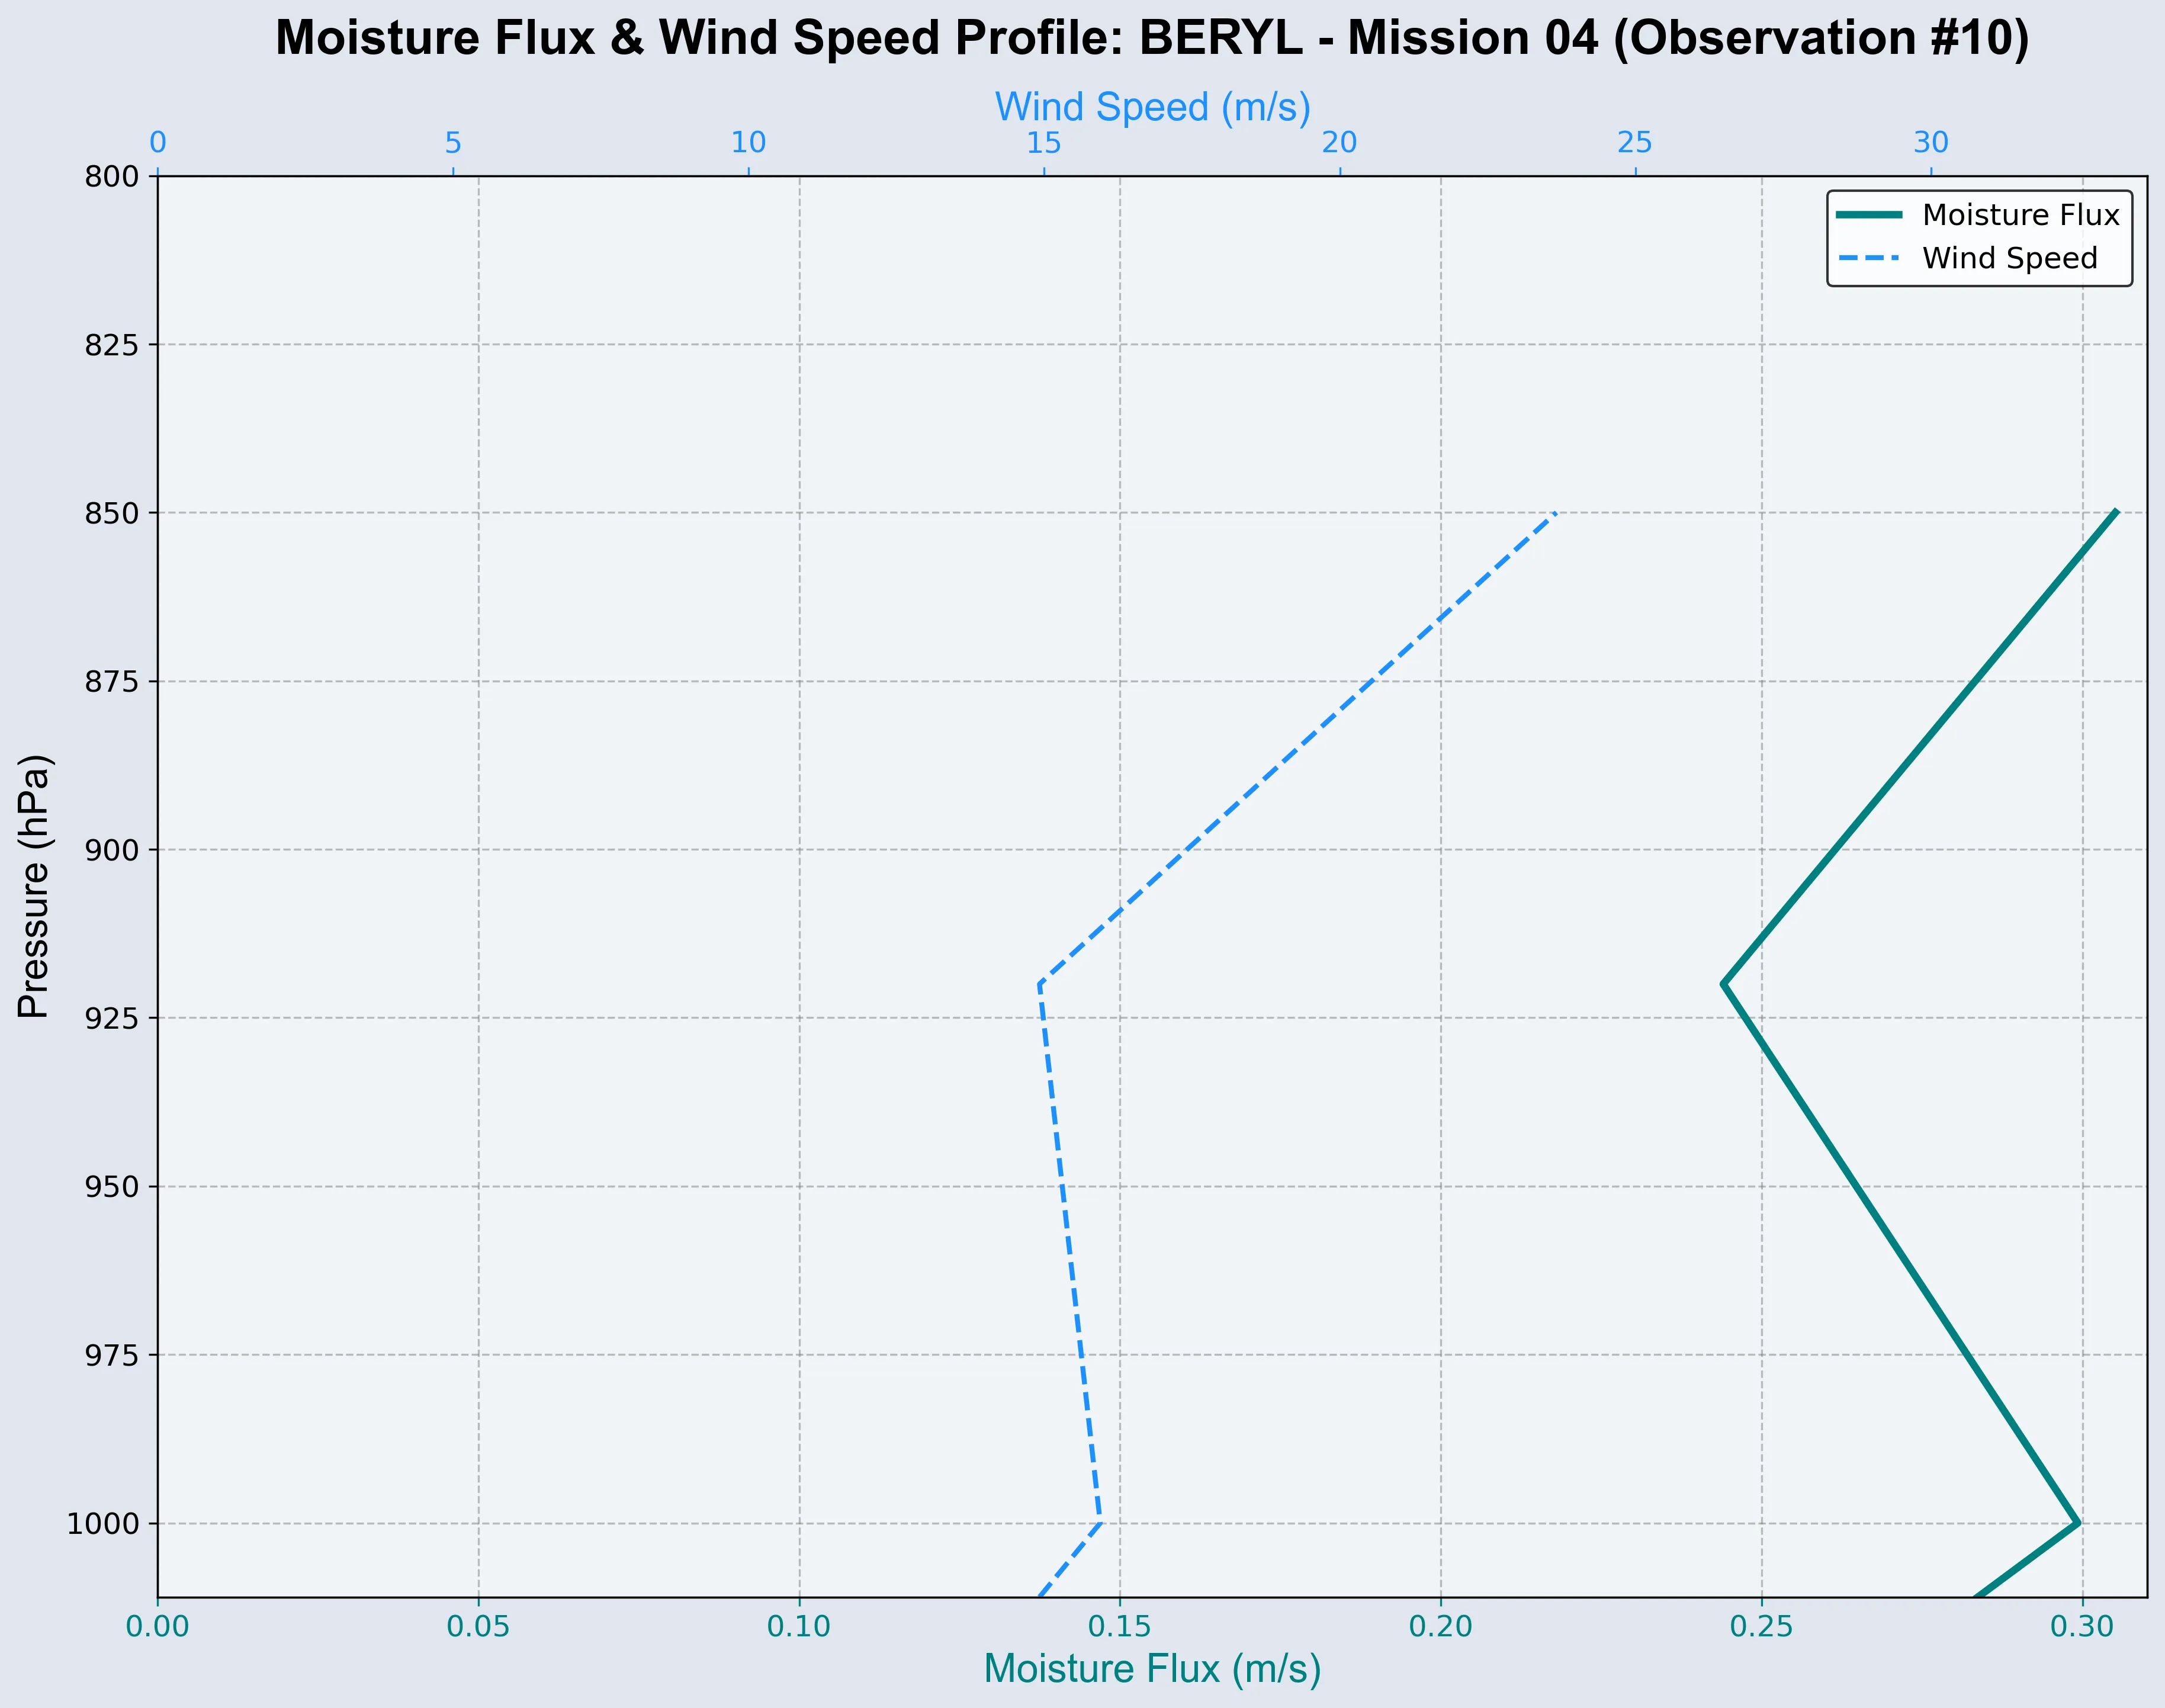 Moisture Flux & Wind Speed Profile: BERYL - Mission 04 (Observation #10)
Wind Speed (m/s)
0 5 10 15 20 25 30
Moisture Flux
Wind Speed
Pressure (hPa)
800
825
850
875
900
925
950
975
1000
0.00 0.05 0.10 0.15 0.20 0.25 0.30
Moisture Flux (m/s)